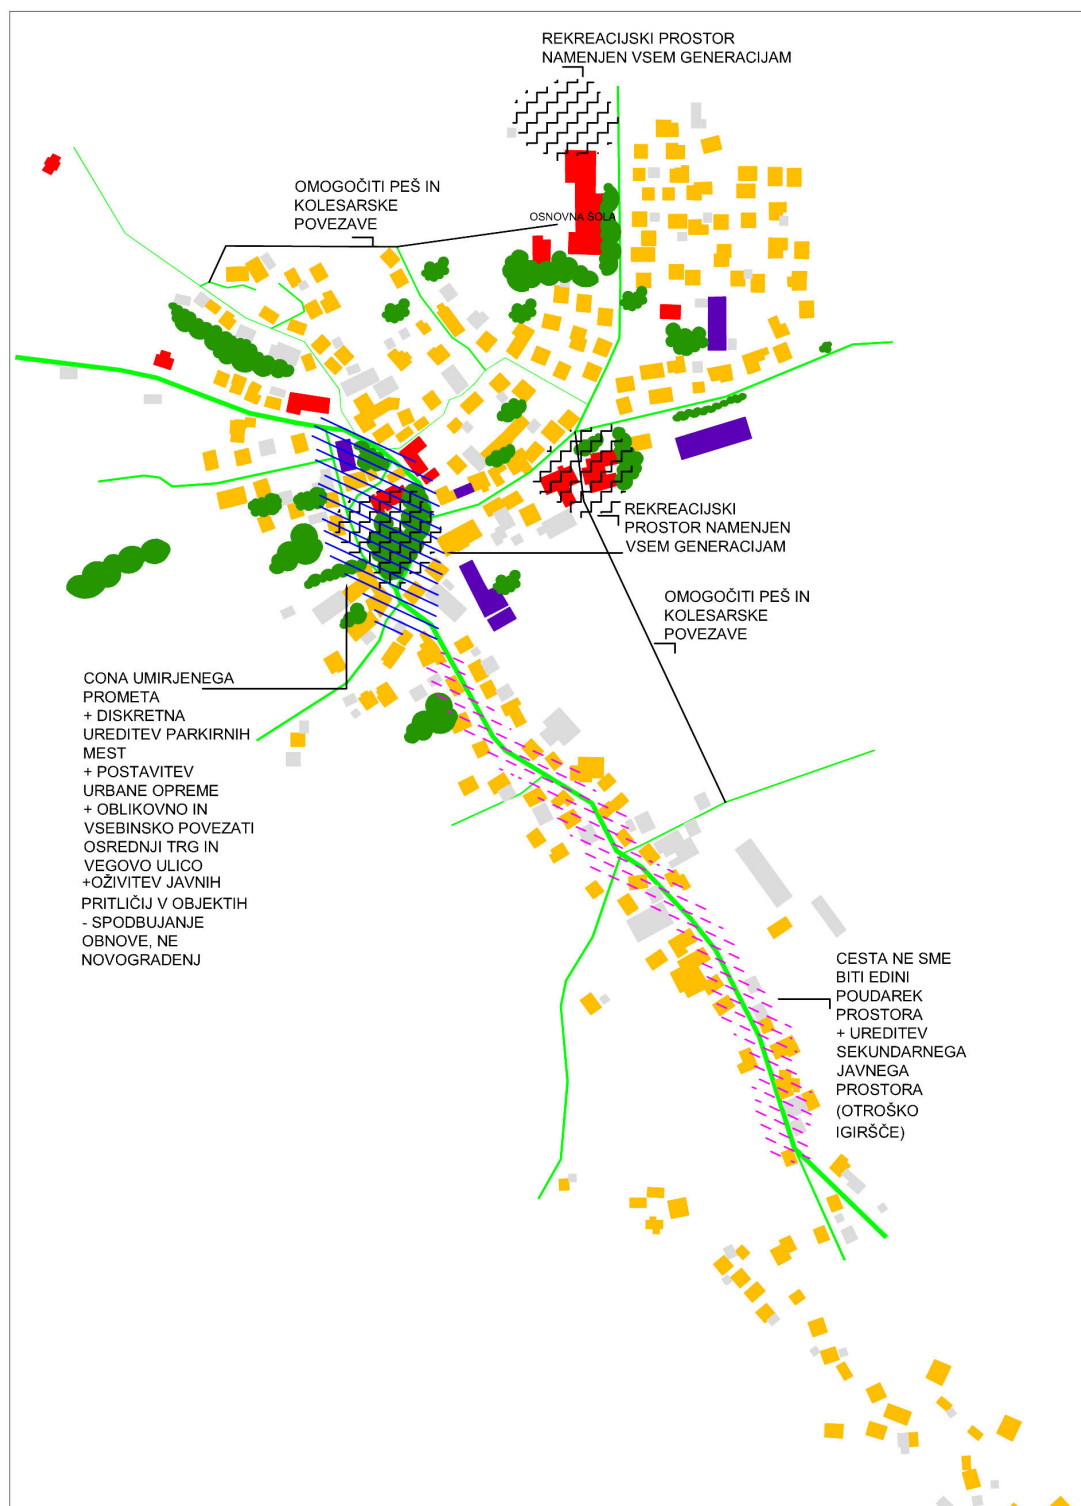 REKREACIJSKI PROSTOR
NAMENJEN VSEM GENERACIJAM
OMOGOČITI PEŠ IN
KOLESARSKE
POVEZAVE
OSNOVNA ŠOLA
REKREACIJSKI
PROSTOR NAMENJEN
VSEM GENERACIJAM
OMOGOČITI PEŠ IN
KOLESARSKE
POVEZAVE
CONA UMIRJENEGA
PROMETA
+ DISKRETNA
UREDITEV PARKIRNIH
MEST
+ POSTAVITEV
URBANE OPREME
+ OBLIKOVNO IN
VSEBINSKO POVEZATI
OSREDNJI TRG IN
VEGOVO ULICO
+OŽIVITEV JAVNIH
PRITLIČIJ V OBJEKTIH
- SPODBUJANJE
OBNOVE, NE
NOVOGRADENJ
CESTA NE SME
BITI EDINI
POUDAREK
PROSTORA
+ UREDITEV
SEKUNDARNEGA
JAVNEGA
PROSTORA
(OTROŠKO
IGIRŠČE)